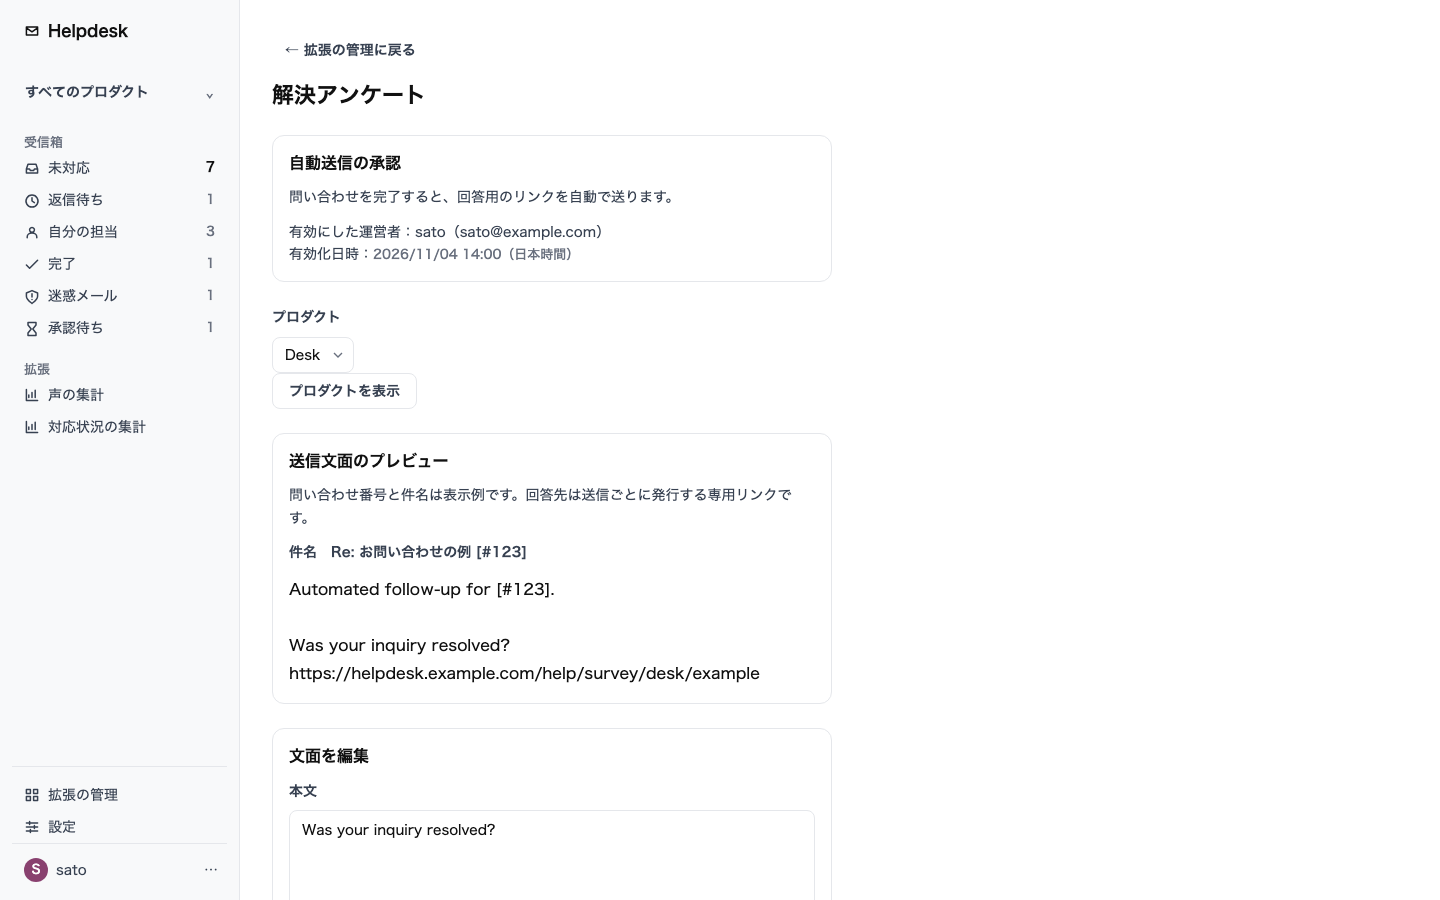 Helpdesk
すべてのプロダクト
受信箱
未対応 7
返信待ち 1
自分の担当 3
完了 1
迷惑メール 1
承認待ち 1
拡張
声の集計
対応状況の集計
拡張の管理
設定
S sato ...
← 拡張の管理に戻る
解決アンケート
自動送信の承認
問い合わせを完了すると、回答用のリンクを自動で送ります。
有効にした運営者：sato（sato@example.com）
有効化日時：2026/11/04 14:00（日本時間）
プロダクト
Desk
プロダクトを表示
送信文面のプレビュー
問い合わせ番号と件名は表示例です。回答先は送信ごとに発行する専用リンクで
す。
件名　Re: お問い合わせの例 [#123]
Automated follow-up for [#123].
Was your inquiry resolved?
https://helpdesk.example.com/help/survey/desk/example
文面を編集
本文
Was your inquiry resolved?